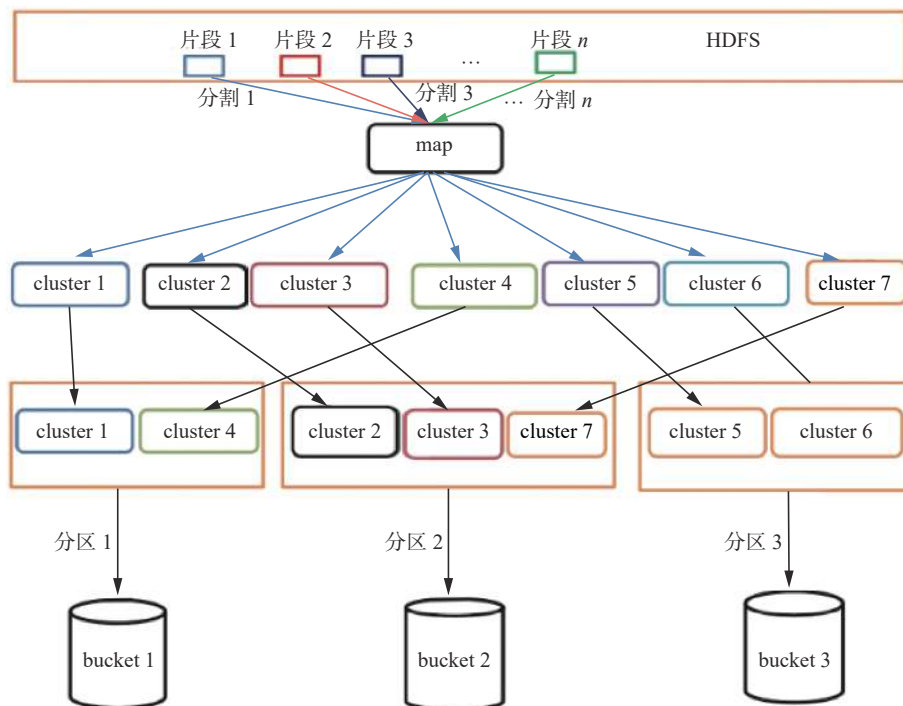 片段 1 片段 2 片段 3 … 片段 n HDFS
分割 1 分割 3 … 分割 n
map
cluster 1 cluster 2 cluster 3 cluster 4 cluster 5 cluster 6 cluster 7
cluster 1 cluster 4 cluster 2 cluster 3 cluster 7 cluster 5 cluster 6
分区 1 分区 2 分区 3
bucket 1 bucket 2 bucket 3